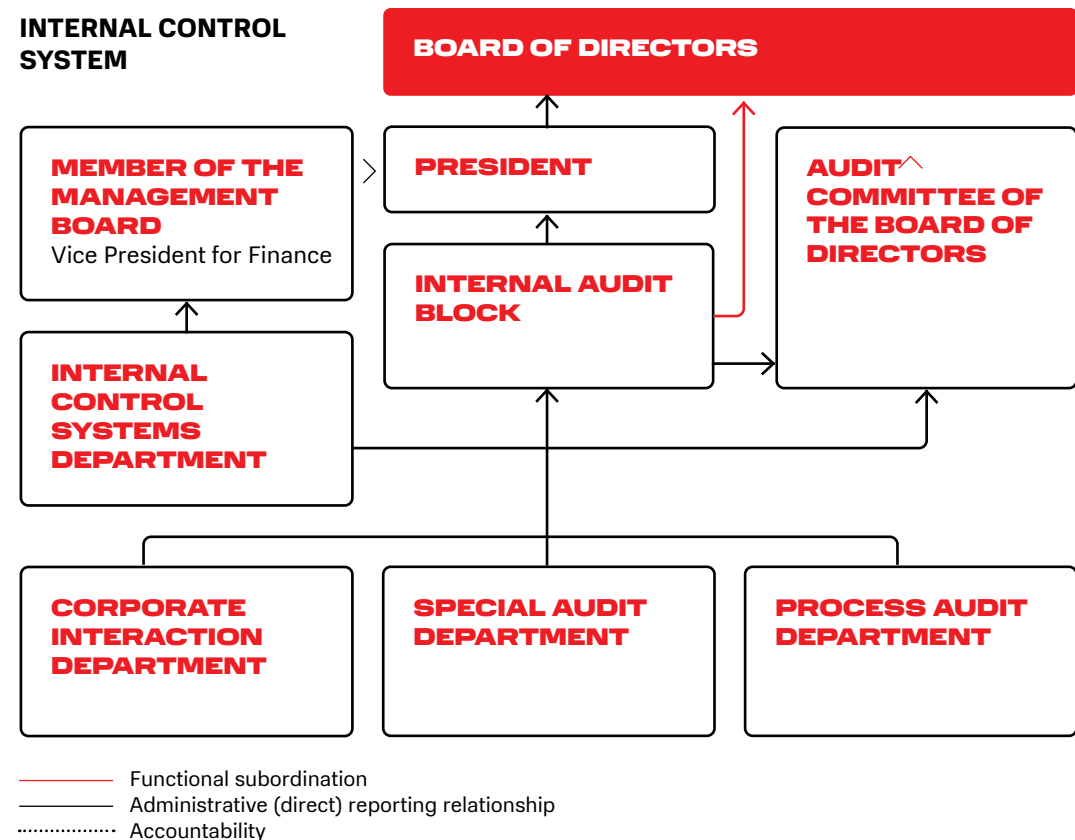 INTERNAL CONTROL
SYSTEM
BOARD OF DIRECTORS
MEMBER OF THE
MANAGEMENT
BOARD
Vice President for Finance
PRESIDENT
AUDIT
COMMITTEE OF
THE BOARD OF
DIRECTORS
INTERNAL AUDIT
BLOCK
INTERNAL
CONTROL
SYSTEMS
DEPARTMENT
CORPORATE
INTERACTION
DEPARTMENT
SPECIAL AUDIT
DEPARTMENT
PROCESS AUDIT
DEPARTMENT
Functional subordination
Administrative (direct) reporting relationship
Accountability